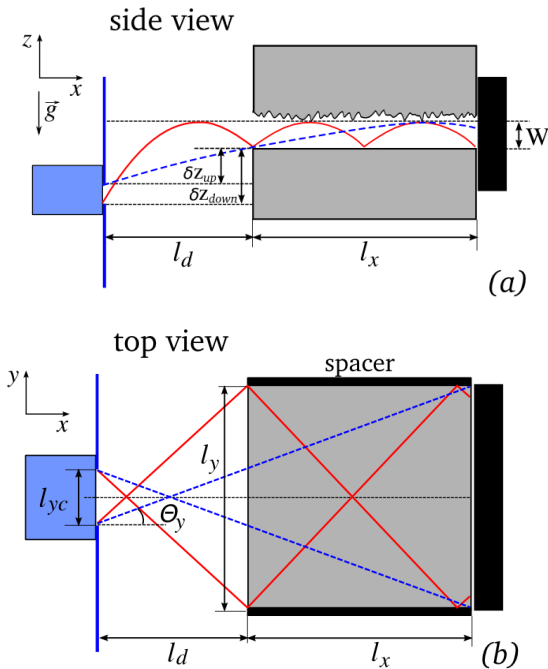 side view
z
x
g⃗
W
δz_up
δz_down
l_d
l_x
(a)
top view
y
x
spacer
l_y
l_yc
Θ_y
l_d
l_x
(b)